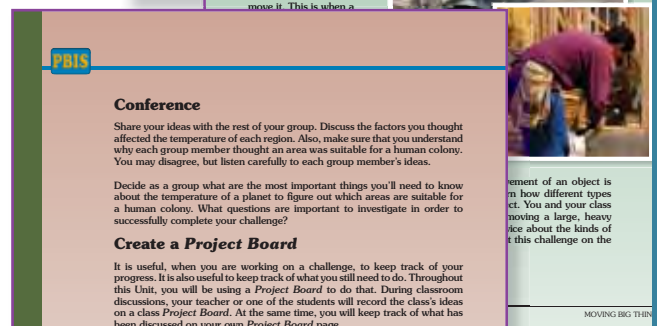 move it. This is when a
PBIS
Conference
Share your ideas with the rest of your group. Discuss the factors you thought
affected the temperature of each region. Also, make sure that you understand
why each group member thought an area was suitable for a human colony.
You may disagree, but listen carefully to each group member's ideas.
Decide as a group what are the most important things you'll need to know
about the temperature of a planet to figure out which areas are suitable for
a human colony. What questions are important to investigate in order to
successfully complete your challenge?
Create a Project Board
It is useful, when you are working on a challenge, to keep track of your
progress. It is also useful to keep track of what you still need to do. Throughout
this Unit, you will be using a Project Board to do that. During classroom
discussions, your teacher or one of the students will record the class's ideas
on a class Project Board. At the same time, you will keep track of what has
been discussed on your own Project Board page.
vement of an object is
rn how different types
ct. You and your class
moving a large, heavy
vice about the kinds of
t this challenge on the
MOVING BIG THIN